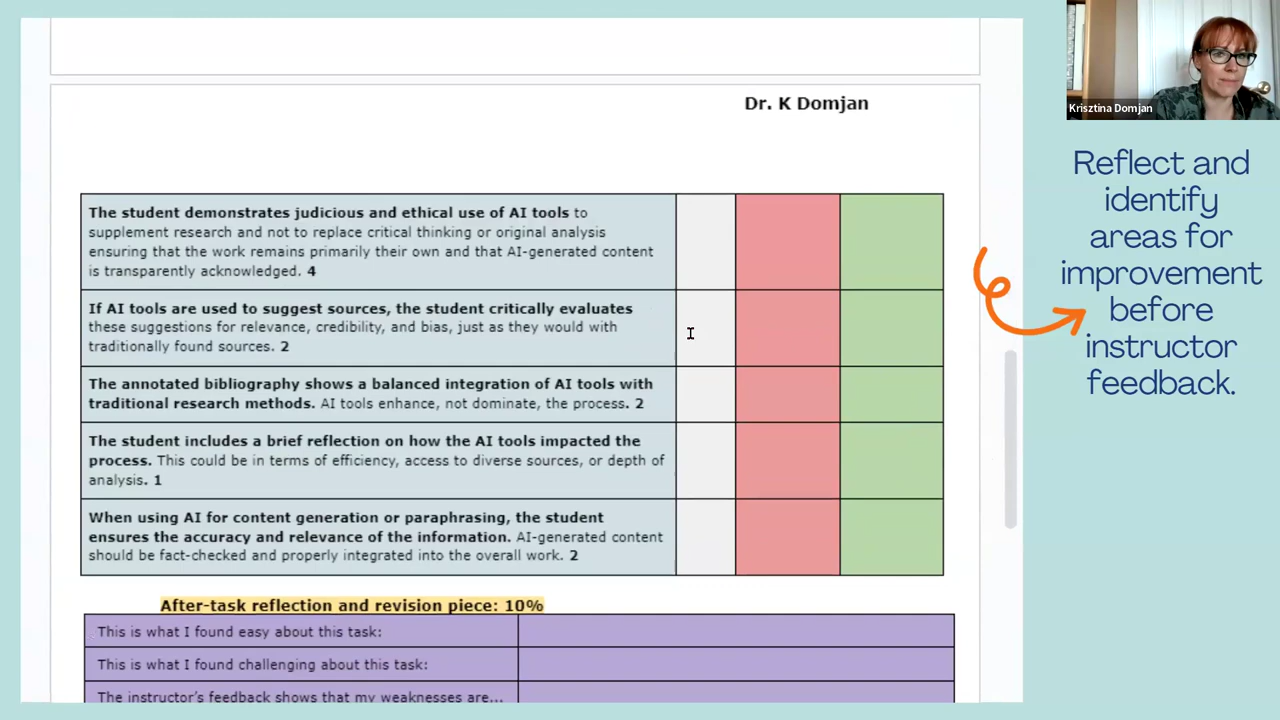 Krisztina Domjan
Dr. K Domjan
The student demonstrates judicious and ethical use of AI tools to
supplement research and not to replace critical thinking or original analysis
ensuring that the work remains primarily their own and that AI-generated content
is transparently acknowledged. 4
If AI tools are used to suggest sources, the student critically evaluates
these suggestions for relevance, credibility, and bias, just as they would with
traditionally found sources. 2
The annotated bibliography shows a balanced integration of AI tools with
traditional research methods. AI tools enhance, not dominate, the process. 2
The student includes a brief reflection on how the AI tools impacted the
process. This could be in terms of efficiency, access to diverse sources, or depth of
analysis. 1
When using AI for content generation or paraphrasing, the student
ensures the accuracy and relevance of the information. AI-generated content
should be fact-checked and properly integrated into the overall work. 2
After-task reflection and revision piece: 10%
This is what I found easy about this task:
This is what I found challenging about this task:
The instructor's feedback shows that my weaknesses are...
Reflect and
identify
areas for
improvement
before
instructor
feedback.